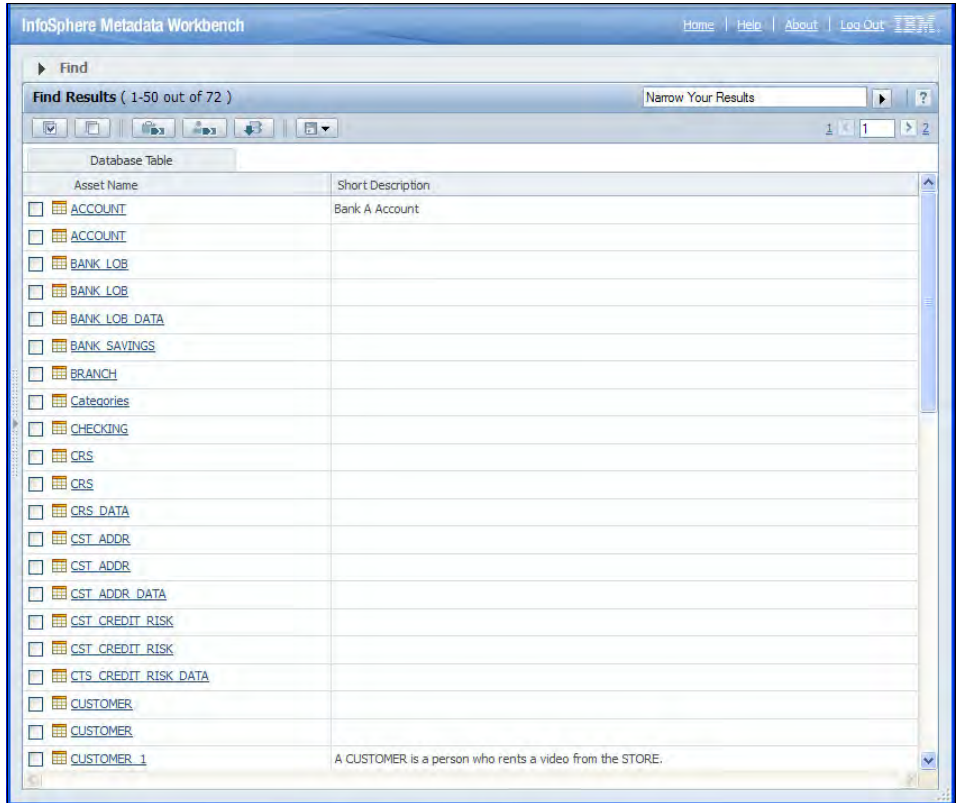 InfoSphere Metadata Workbench Home | Help | About | Log Out IBM.
Find
Find Results ( 1-50 out of 72 ) Narrow Your Results ?
1 1 2
Database Table
Asset Name Short Description
ACCOUNT Bank A Account
ACCOUNT
BANK_LOB
BANK_LOB
BANK_LOB_DATA
BANK_SAVINGS
BRANCH
Categories
CHECKING
CRS
CRS
CRS_DATA
CST_ADDR
CST_ADDR
CST_ADDR_DATA
CST_CREDIT_RISK
CST_CREDIT_RISK
CTS_CREDIT_RISK_DATA
CUSTOMER
CUSTOMER
CUSTOMER_1 A CUSTOMER is a person who rents a video from the STORE.